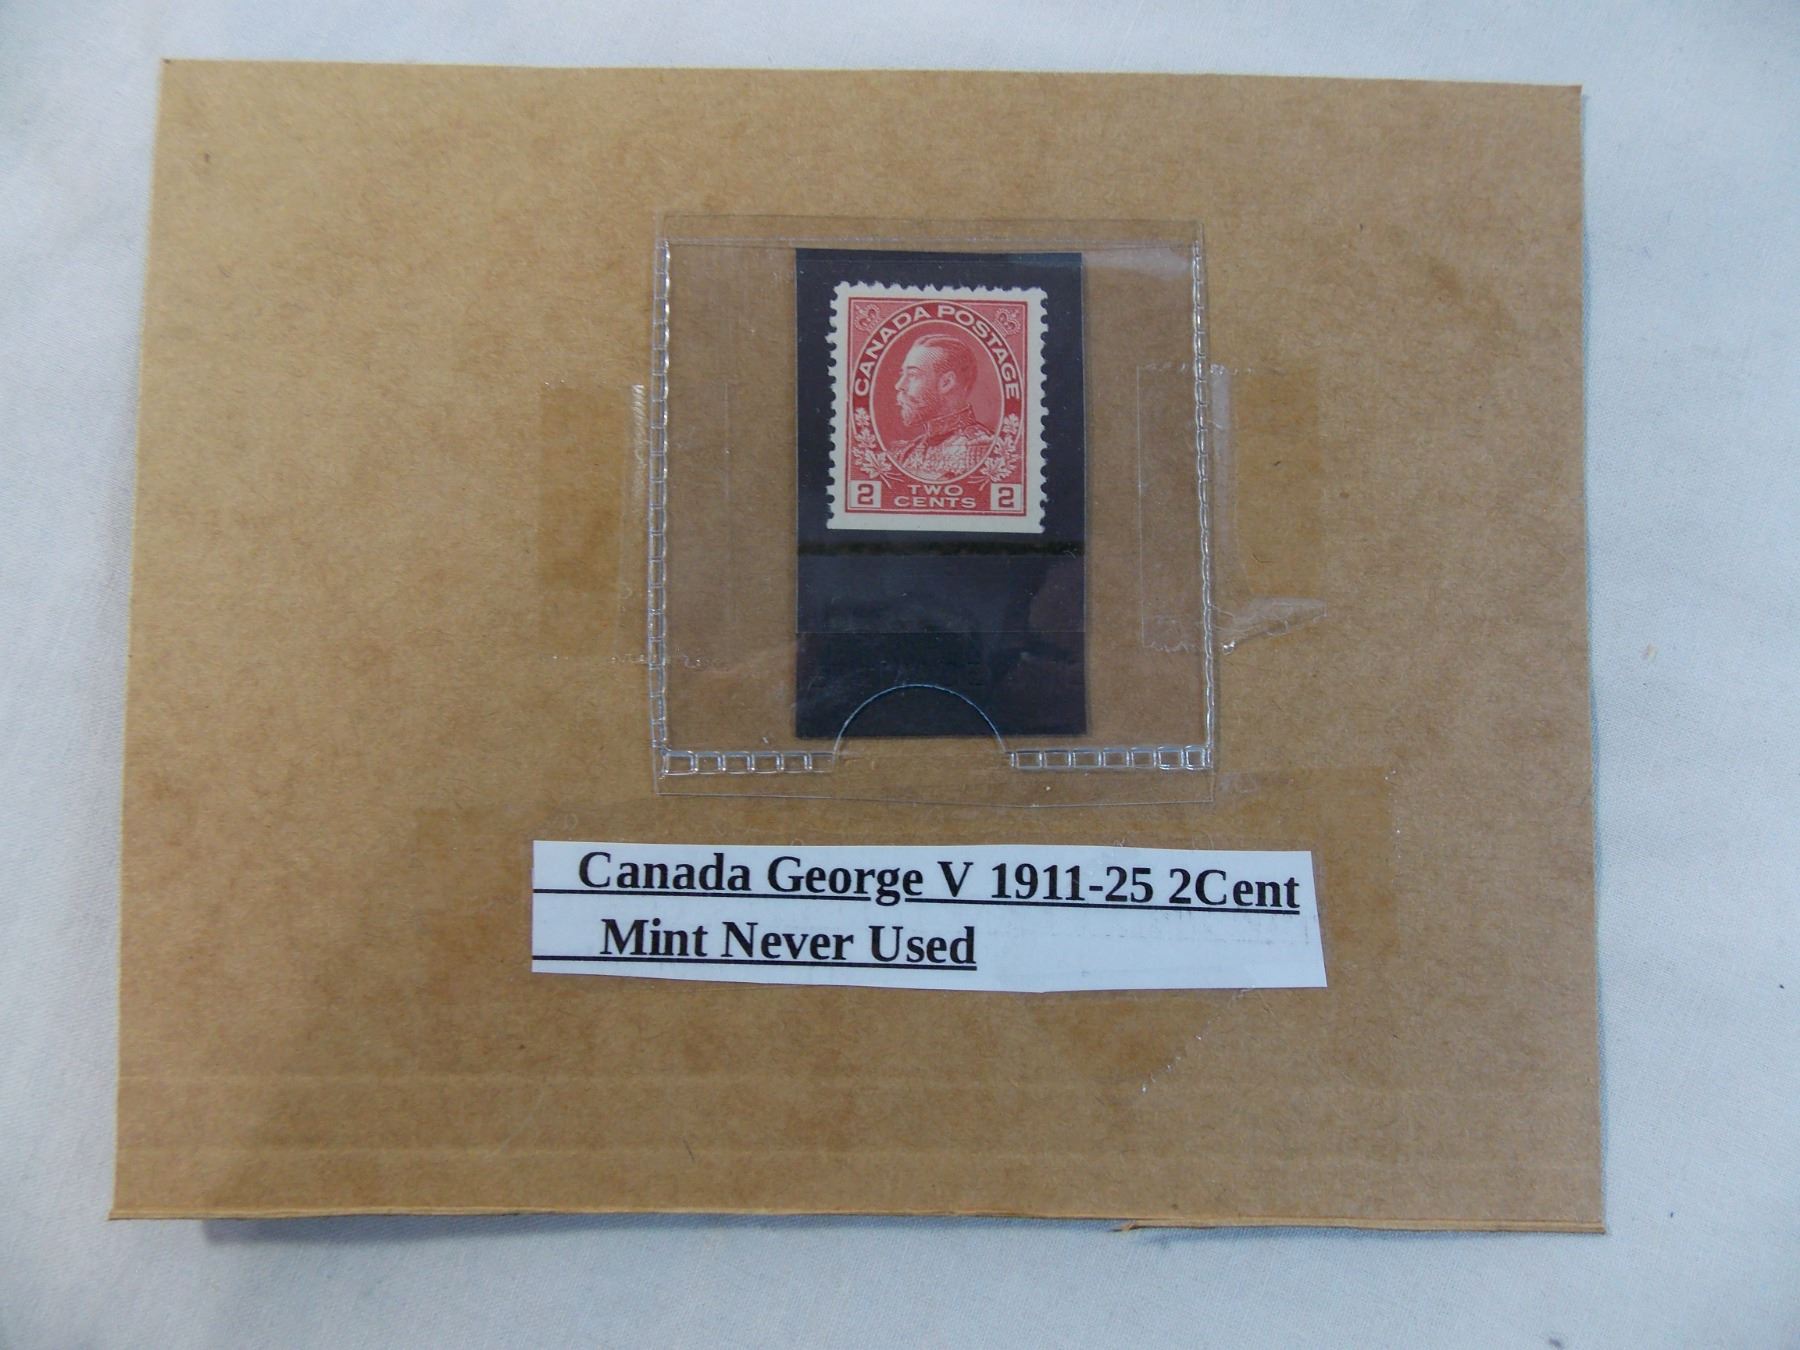 CANADA POSTAGE
2 TWO CENTS 2
Canada George V 1911-25 2Cent
Mint Never Used